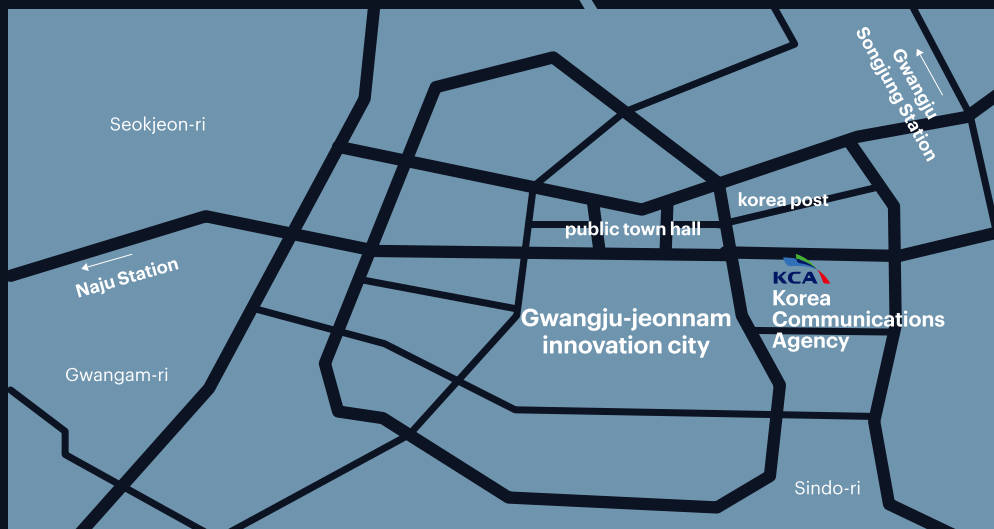 Gwangju
Songjung Station
Seokjeon-ri
korea post
public town hall
Naju Station
KCA
Korea
Communications
Agency
Gwangju-jeonnam
innovation city
Gwangam-ri
Sindo-ri